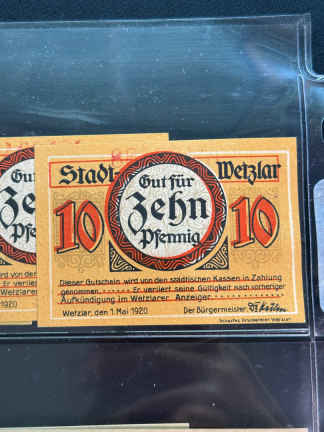 Stadt Wetzlar
Gut für
10 Zehn 10
Pfennig
Dieser Gutschein wird von den städtischen Kassen in Zahlung
genommen. Er verliert seine Gültigkeit nach vorheriger
Aufkündigung im Wetzlarer Anzeiger
Wetzlar, den 1. Mai 1920 Der Bürgermeister